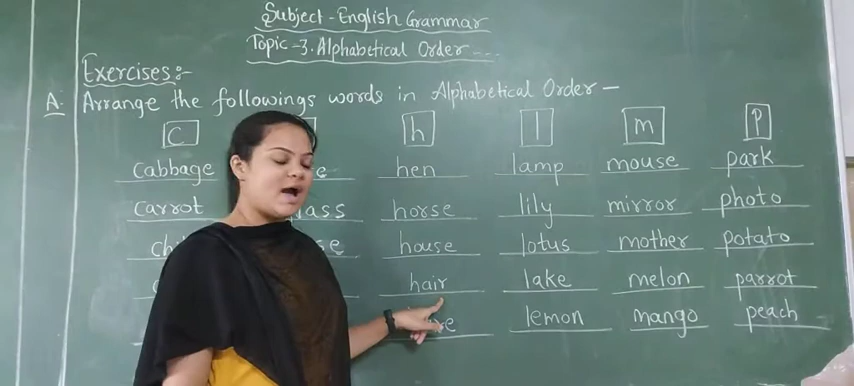 Subject - English Grammar
Topic - 3. Alphabetical Order ---
Exercises:-
A. Arrange the followings words in Alphabetical Order -
c h l m p
cabbage hen lamp mouse park
carrot horse lily mirror photo
house lotus mother potato
hair lake melon parrot
lemon mango peach